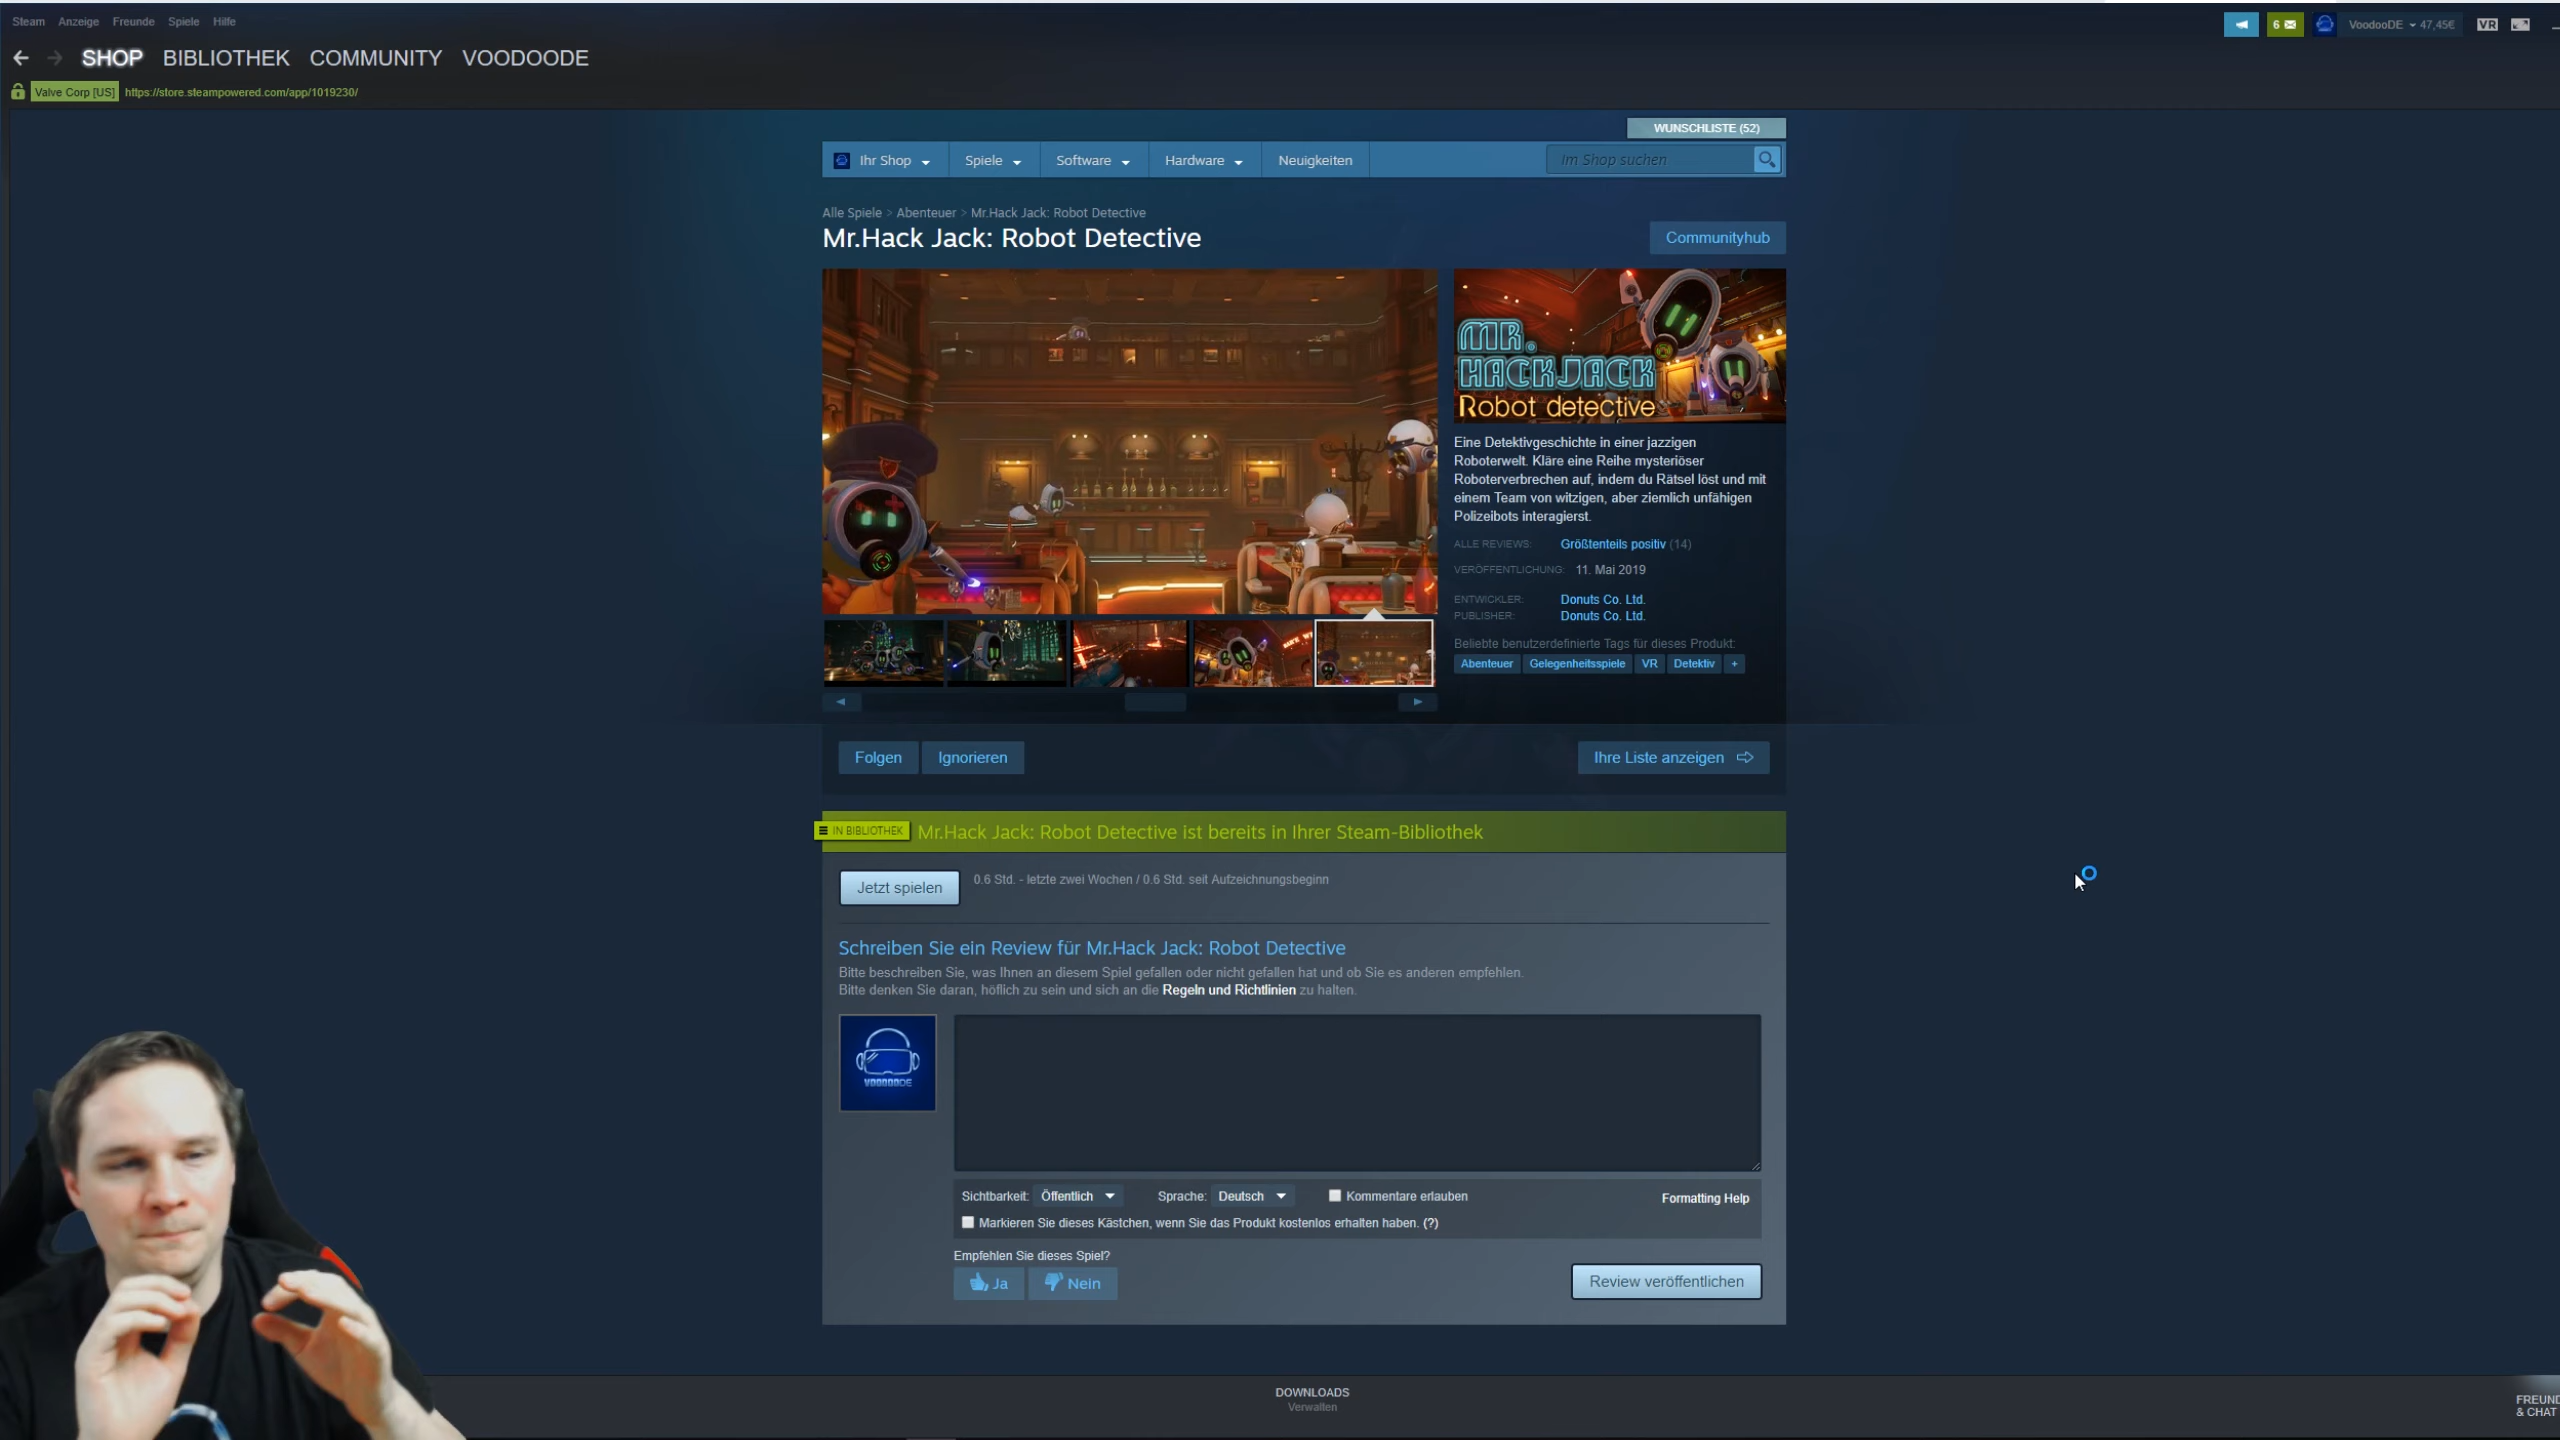 Steam Anzeige Freunde Spiele Hilfe
6
VoodooDE 47,45€
VR
SHOP BIBLIOTHEK COMMUNITY VOODOODE
Valve Corp [US] https://store.steampowered.com/app/1019230/
WUNSCHLISTE (52)
Ihr Shop Spiele Software Hardware Neuigkeiten
Im Shop suchen
Alle Spiele > Abenteuer > Mr.Hack Jack: Robot Detective
Mr.Hack Jack: Robot Detective
Communityhub
MR.
HACKJACK
Robot detective
Eine Detektivgeschichte in einer jazzigen
Roboterwelt. Kläre eine Reihe mysteriöser
Roboterverbrechen auf, indem du Rätsel löst und mit
einem Team von witzigen, aber ziemlich unfähigen
Polizeibots interagierst.
ALLE REVIEWS: Größtenteils positiv (14)
VERÖFFENTLICHUNG: 11. Mai 2019
ENTWICKLER: Donuts Co. Ltd.
PUBLISHER: Donuts Co. Ltd.
Beliebte benutzerdefinierte Tags für dieses Produkt:
Abenteuer Gelegenheitsspiele VR Detektiv +
Folgen Ignorieren
Ihre Liste anzeigen
IN BIBLIOTHEK Mr.Hack Jack: Robot Detective ist bereits in Ihrer Steam-Bibliothek
Jetzt spielen 0.6 Std. - letzte zwei Wochen / 0.6 Std. seit Aufzeichnungsbeginn
Schreiben Sie ein Review für Mr.Hack Jack: Robot Detective
Bitte beschreiben Sie, was Ihnen an diesem Spiel gefallen oder nicht gefallen hat und ob Sie es anderen empfehlen.
Bitte denken Sie daran, höflich zu sein und sich an die Regeln und Richtlinien zu halten.
VOODOODE
Sichtbarkeit: Öffentlich Sprache: Deutsch Kommentare erlauben Formatting Help
Markieren Sie dieses Kästchen, wenn Sie das Produkt kostenlos erhalten haben. (?)
Empfehlen Sie dieses Spiel?
Ja Nein
Review veröffentlichen
DOWNLOADS
Verwalten
FREUND
& CHAT